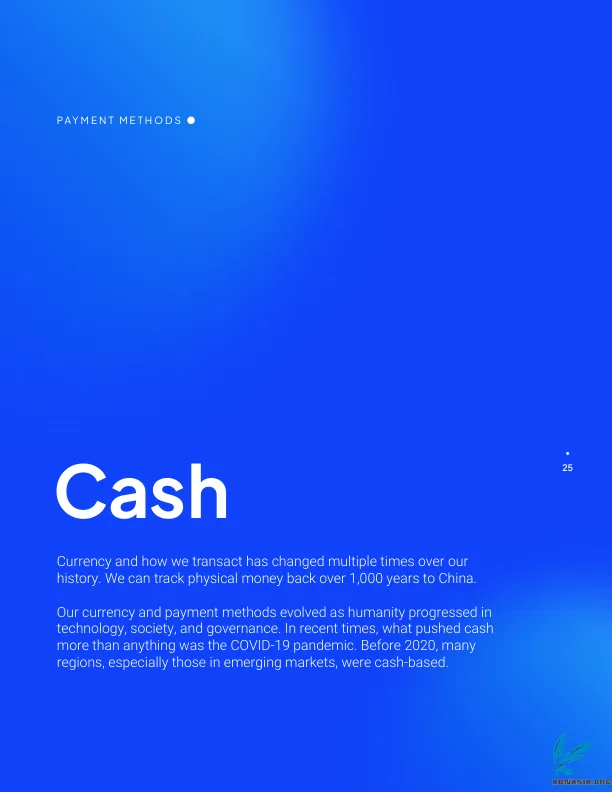 PAYMENT METHODS
25
Cash
Currency and how we transact has changed multiple times over our
history. We can track physical money back over 1,000 years to China.
Our currency and payment methods evolved as humanity progressed in
technology, society, and governance. In recent times, what pushed cash
more than anything was the COVID-19 pandemic. Before 2020, many
regions, especially those in emerging markets, were cash-based.